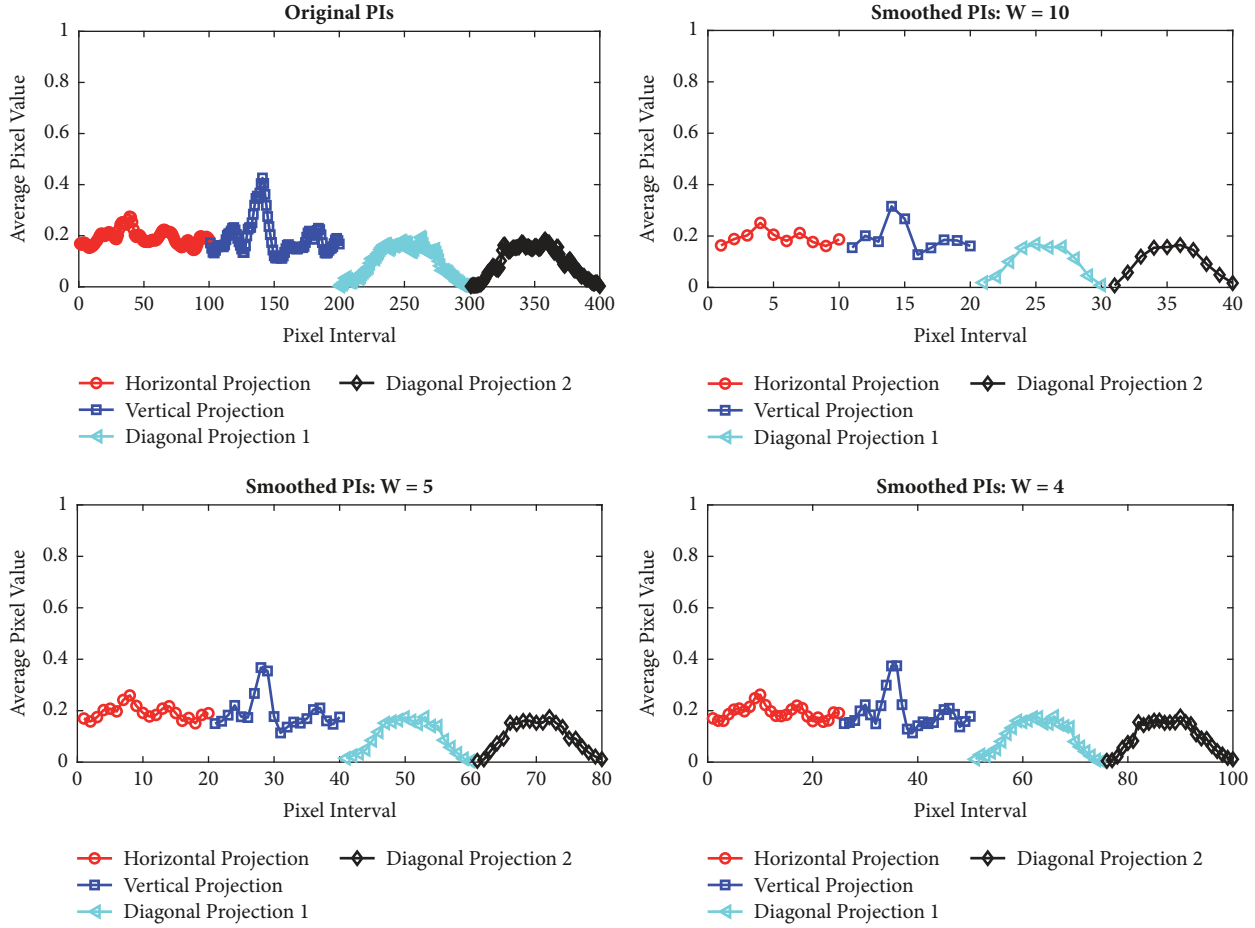 Original PIs
1
0.8
0.6
0.4
0.2
0
Average Pixel Value
0 50 100 150 200 250 300 350 400
Pixel Interval
Horizontal Projection
Vertical Projection
Diagonal Projection 1
Diagonal Projection 2
Smoothed PIs: W = 10
1
0.8
0.6
0.4
0.2
0
Average Pixel Value
0 5 10 15 20 25 30 35 40
Pixel Interval
Horizontal Projection
Vertical Projection
Diagonal Projection 1
Diagonal Projection 2
Smoothed PIs: W = 5
1
0.8
0.6
0.4
0.2
0
Average Pixel Value
0 10 20 30 40 50 60 70 80
Pixel Interval
Horizontal Projection
Vertical Projection
Diagonal Projection 1
Diagonal Projection 2
Smoothed PIs: W = 4
1
0.8
0.6
0.4
0.2
0
Average Pixel Value
0 20 40 60 80 100
Pixel Interval
Horizontal Projection
Vertical Projection
Diagonal Projection 1
Diagonal Projection 2